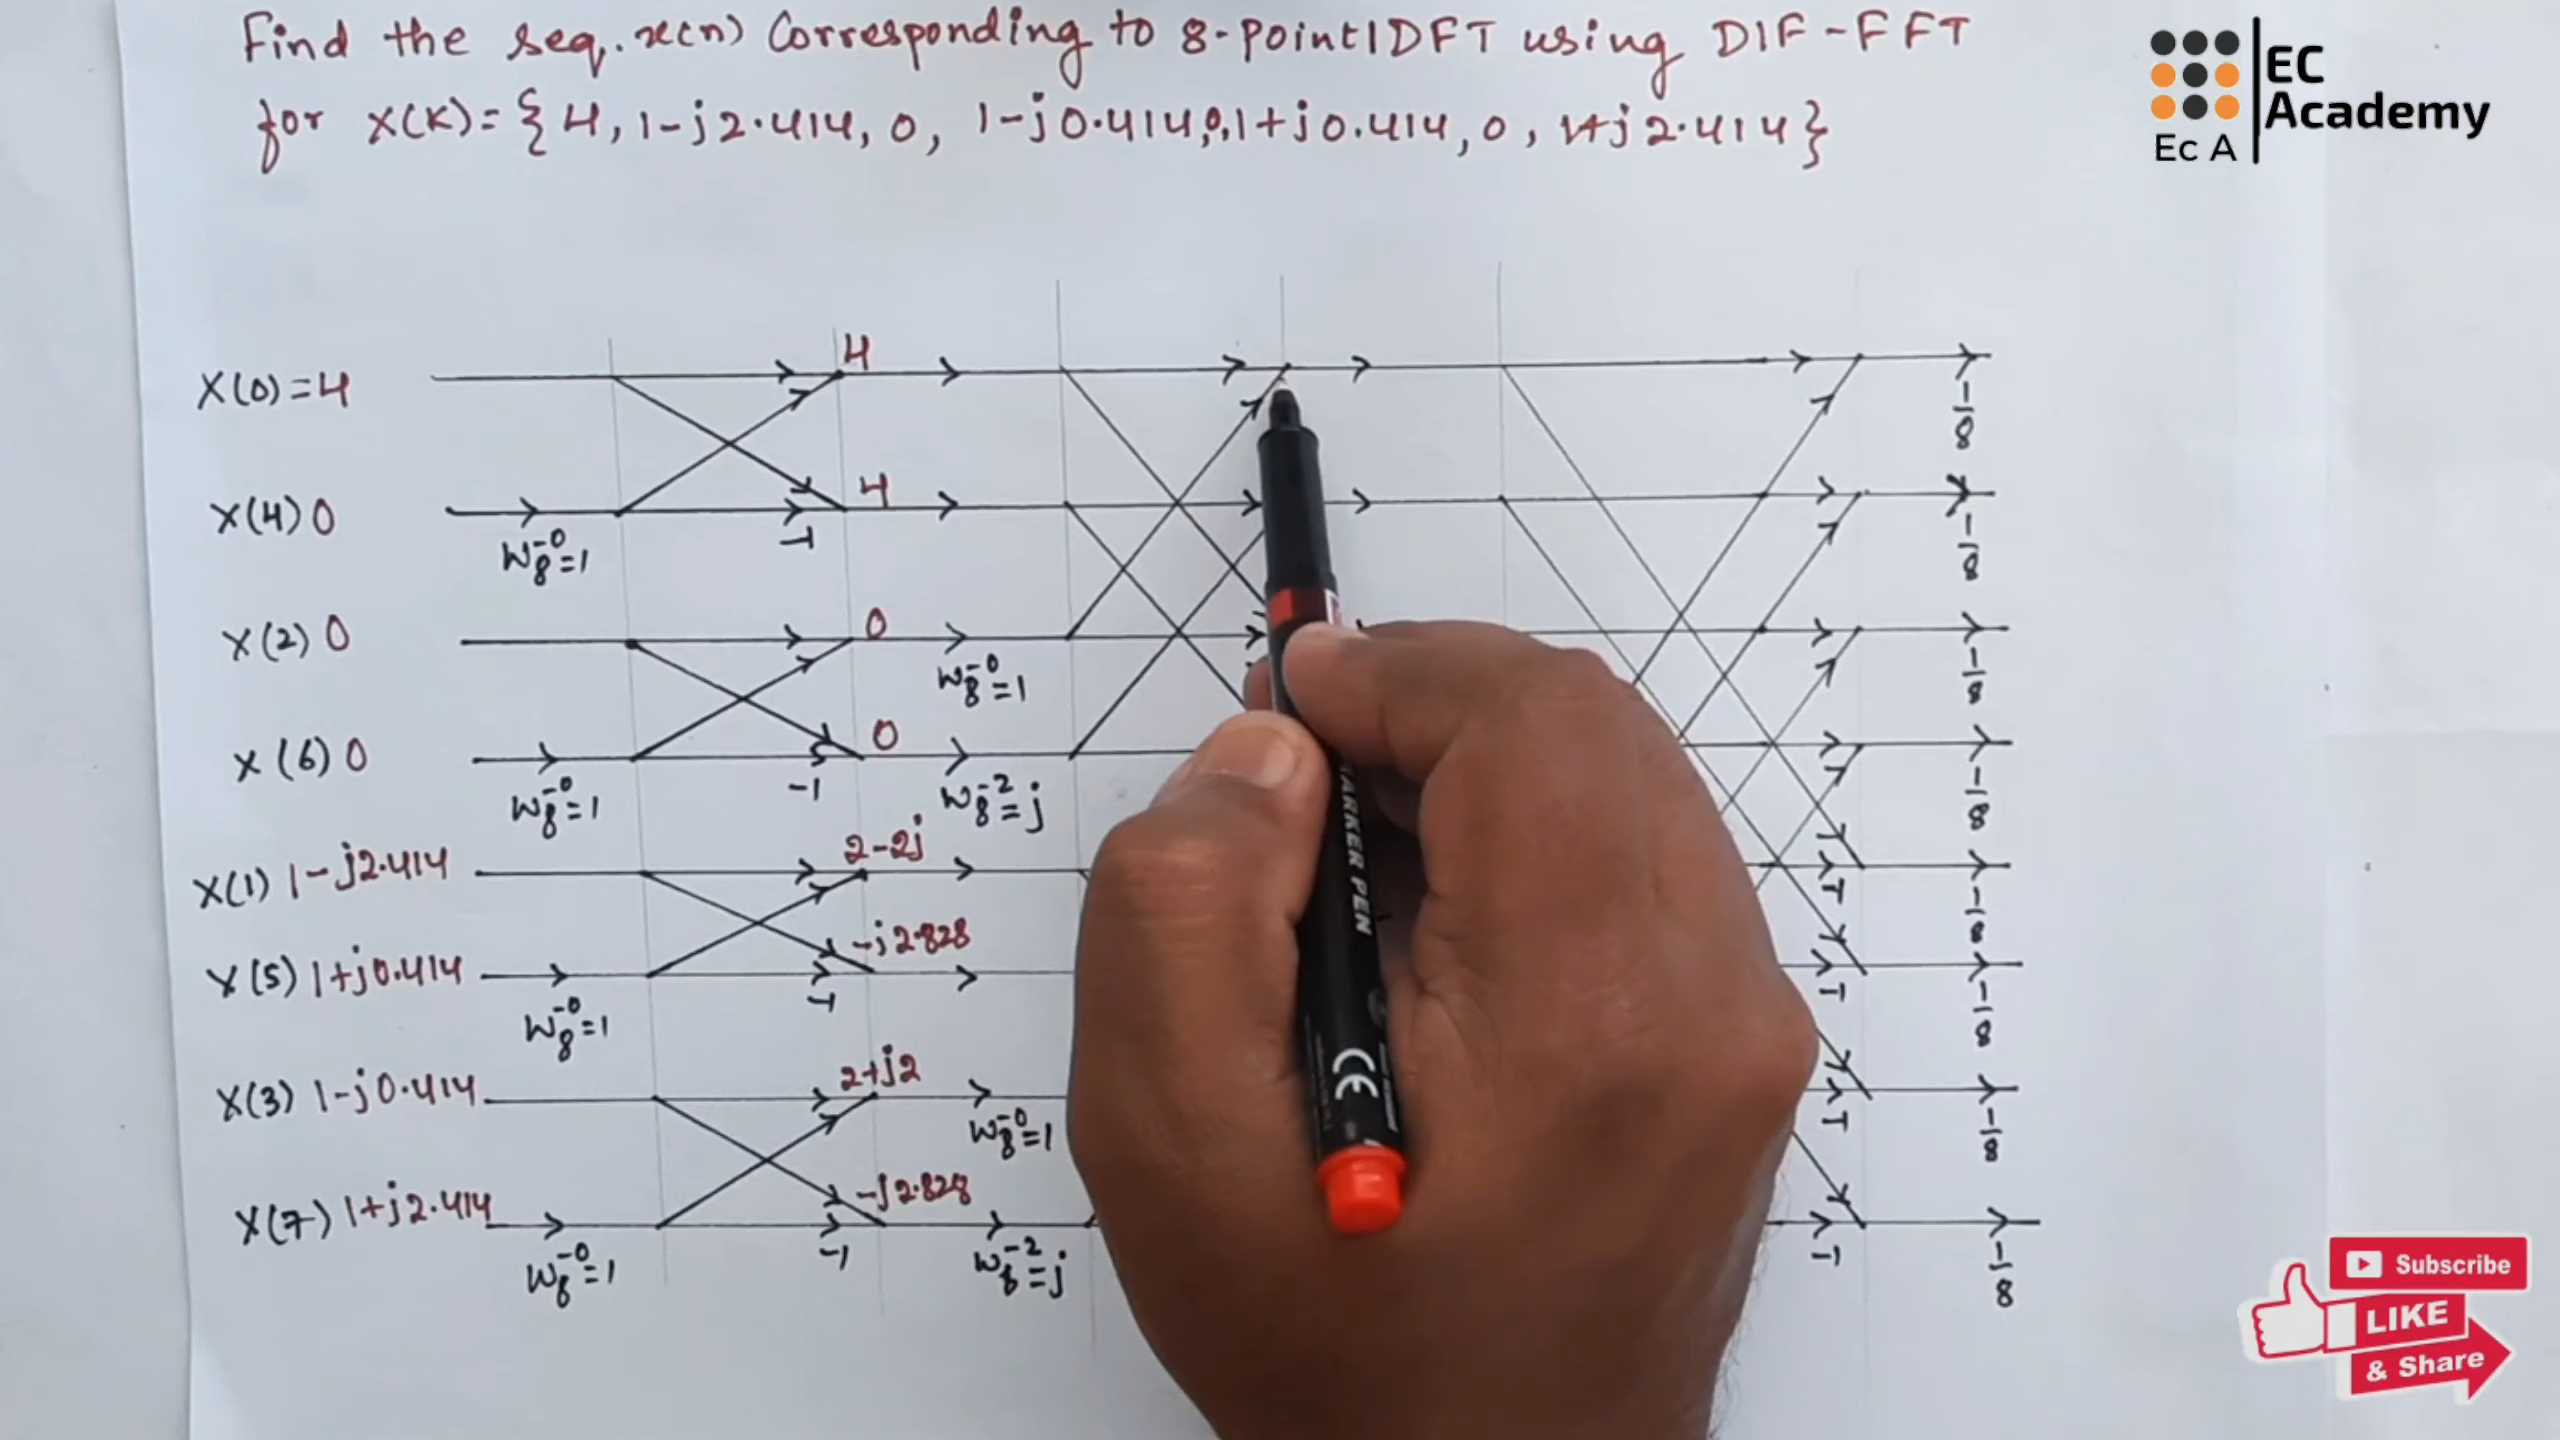 Find the seq. x(n) Corresponding to 8-point IDFT using DIF-FFT
for X(K)={4, 1-j2.414, 0, 1-j0.414, 0, 1+j0.414, 0, 1+j2.414}
EC
Academy
Ec A
X(0)=4
4
-1/8
X(4) 0
W8^-0=1
4
-1
-1/8
X(2) 0
0
W8^-0=1
-1/8
X(6) 0
W8^-0=1
0
-1
W8^-2=j
-1/8
X(1) 1-j2.414
2-2j
-1
-1/8
X(5) 1+j0.414
W8^-0=1
-j2.828
-1
-1
-1/8
X(3) 1-j0.414
2+j2
W8^-0=1
-1
-1/8
X(7) 1+j2.414
W8^-0=1
-j2.828
-1
W8^-2=j
-1
-1/8
MARKER PEN
CE
Subscribe
LIKE
& Share